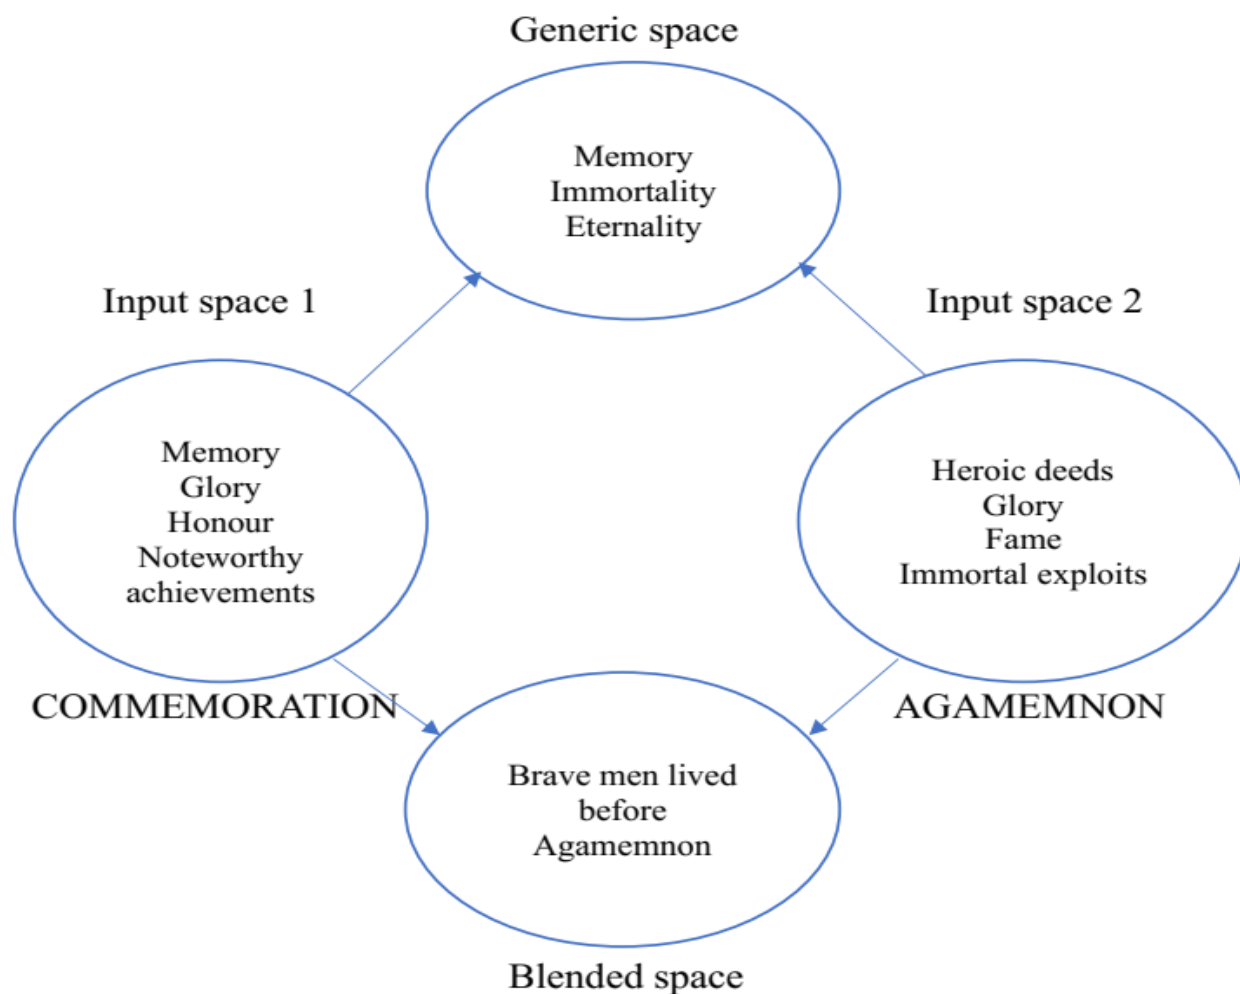 Generic space
Memory
Immortality
Eternality
Input space 1
Input space 2
Memory
Glory
Honour
Noteworthy
achievements
Heroic deeds
Glory
Fame
Immortal exploits
COMMEMORATION
AGAMEMNON
Brave men lived
before
Agamemnon
Blended space